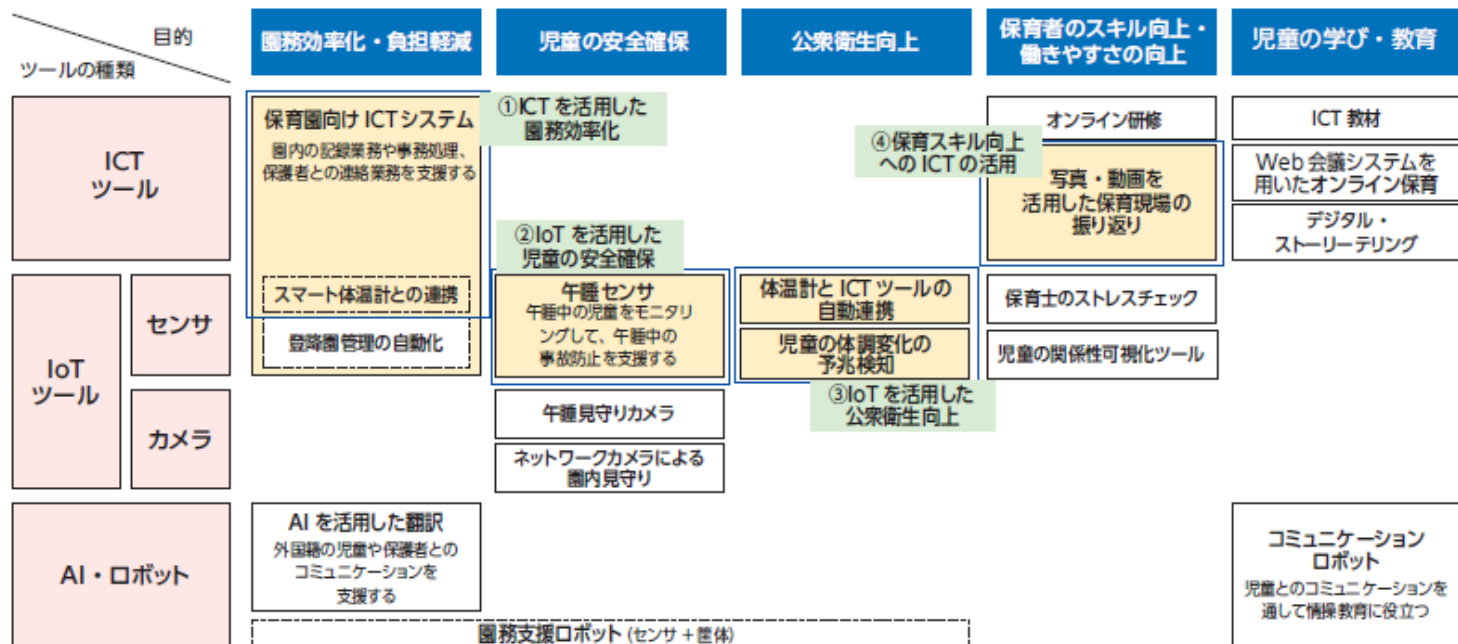 目的
ツールの種類
園務効率化・負担軽減
児童の安全確保
公衆衛生向上
保育者のスキル向上・
働きやすさの向上
児童の学び・教育
ICT
ツール
保育園向け ICTシステム
園内の記録業務や事務処理、
保護者との連絡業務を支援する
①ICT を活用した
園務効率化
④保育スキル向上
への ICT の活用
オンライン研修
写真・動画を
活用した保育現場の
振り返り
ICT 教材
Web 会議システムを
用いたオンライン保育
デジタル・
ストーリーテリング
②IoT を活用した
児童の安全確保
IoT
ツール
センサ
スマート体温計との連携
登降園管理の自動化
午睡センサ
午睡中の児童をモニタリ
ングして、午睡中の
事故防止を支援する
体温計と ICT ツールの
自動連携
児童の体調変化の
予兆検知
③IoT を活用した
公衆衛生向上
保育士のストレスチェック
児童の関係性可視化ツール
カメラ
午睡見守りカメラ
ネットワークカメラによる
園内見守り
AI・ロボット
AI を活用した翻訳
外国籍の児童や保護者との
コミュニケーションを
支援する
コミュニケーション
ロボット
児童とのコミュニケーションを
通して情操教育に役立つ
園務支援ロボット (センサ + 筐体)